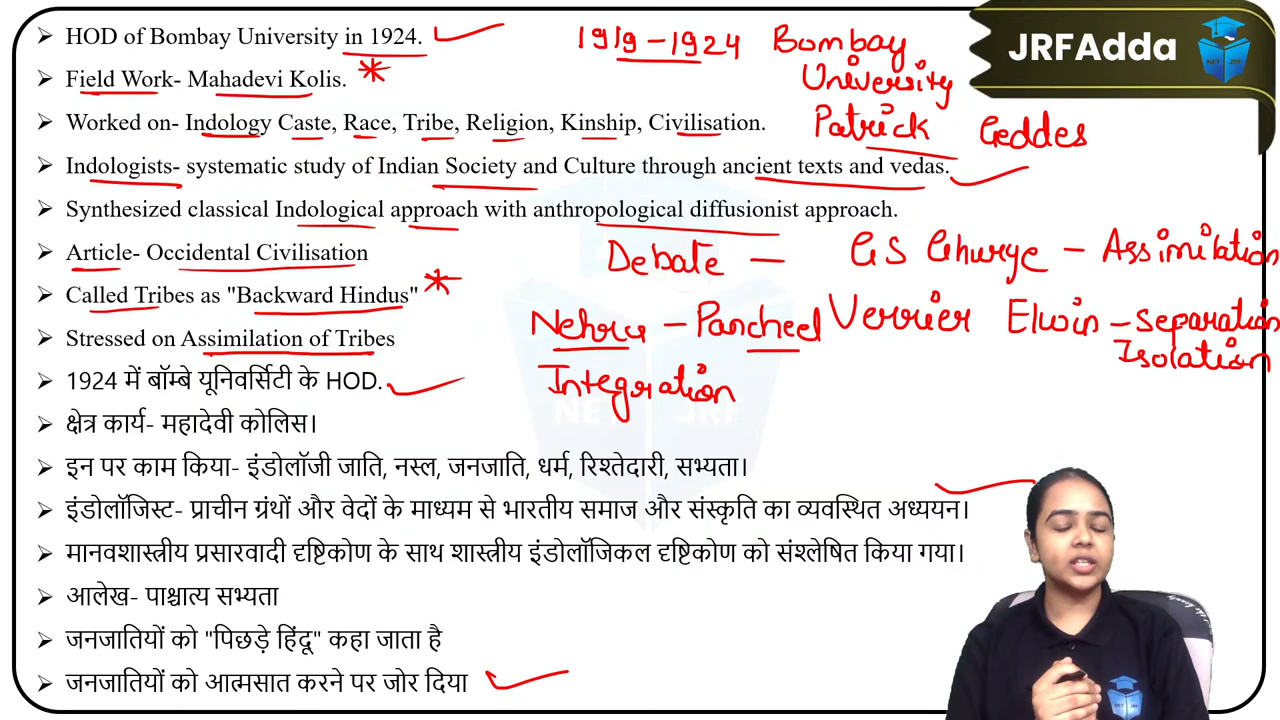 HOD of Bombay University in 1924.
1919-1924 Bombay
University
Patrick Geddes
JRFAdda
NET JRF
Field Work- Mahadevi Kolis.
Worked on- Indology Caste, Race, Tribe, Religion, Kinship, Civilisation.
Indologists- systematic study of Indian Society and Culture through ancient texts and vedas.
Synthesized classical Indological approach with anthropological diffusionist approach.
Article- Occidental Civilisation
Debate — GS Ghurye - Assimilation
Called Tribes as "Backward Hindus"
Nehru - Pancheel
Integration
Verrier Elwin - Separation
Isolation
Stressed on Assimilation of Tribes
1924 में बॉम्बे यूनिवर्सिटी के HOD.
NET JRF
क्षेत्र कार्य- महादेवी कोलिस।
इन पर काम किया- इंडोलॉजी जाति, नस्ल, जनजाति, धर्म, रिश्तेदारी, सभ्यता।
इंडोलॉजिस्ट- प्राचीन ग्रंथों और वेदों के माध्यम से भारतीय समाज और संस्कृति का व्यवस्थित अध्ययन।
मानवशास्त्रीय प्रसारवादी दृष्टिकोण के साथ शास्त्रीय इंडोलॉजिकल दृष्टिकोण को संश्लेषित किया गया।
आलेख- पाश्चात्य सभ्यता
जनजातियों को "पिछड़े हिंदू" कहा जाता है
जनजातियों को आत्मसात करने पर जोर दिया